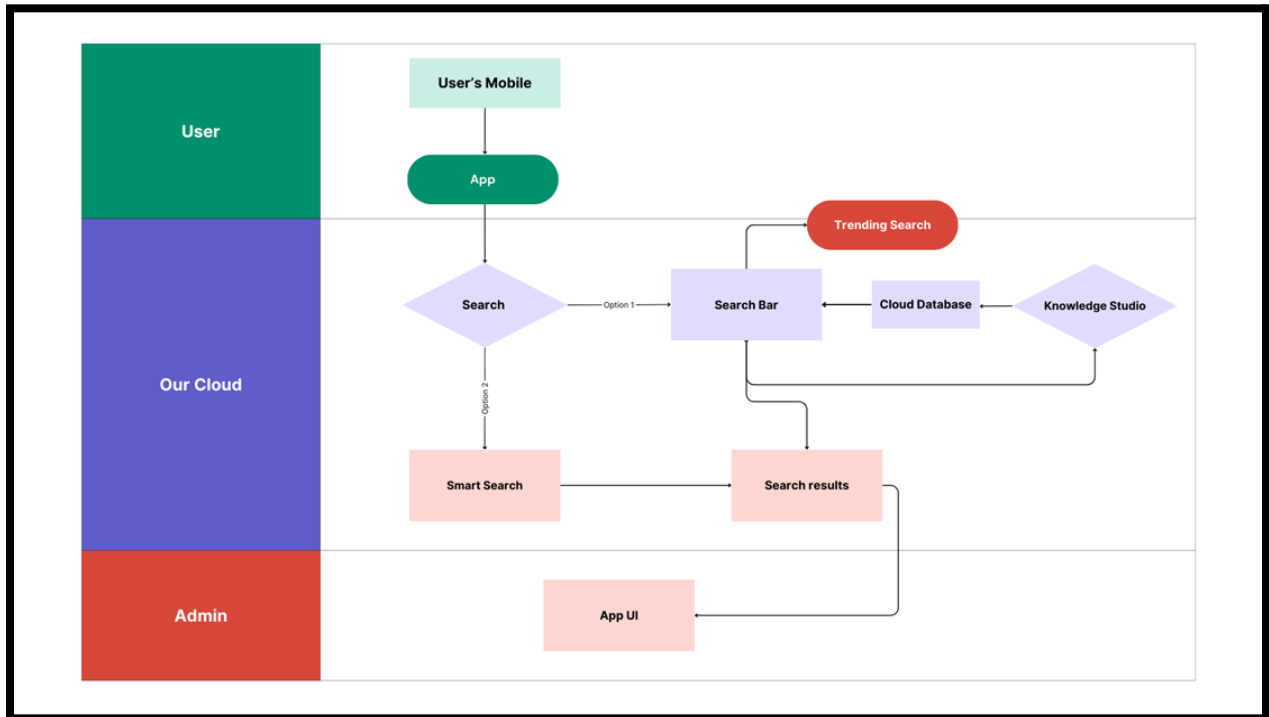 User
User's Mobile
App
Our Cloud
Trending Search
Search
Option 1
Search Bar
Cloud Database
Knowledge Studio
Option 2
Smart Search
Search results
Admin
App UI